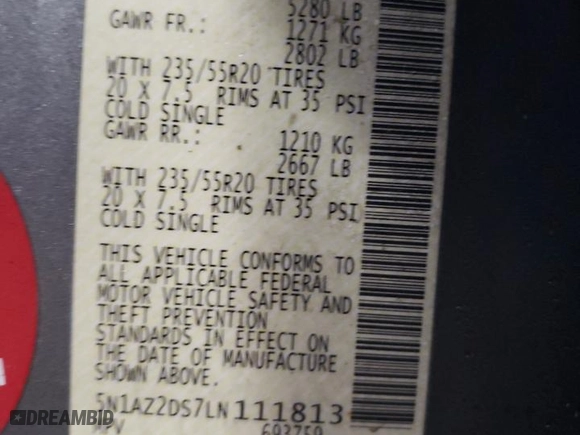 5280 LB
GAWR FR.: 1271 KG
2802 LB
WITH 235/55R20 TIRES
20 X 7.5 RIMS AT 35 PSI
COLD SINGLE
GAWR RR.: 1210 KG
2667 LB
WITH 235/55R20 TIRES
20 X 7.5 RIMS AT 35 PSI
COLD SINGLE
THIS VEHICLE CONFORMS TO
ALL APPLICABLE FEDERAL
MOTOR VEHICLE SAFETY AND
THEFT PREVENTION
STANDARDS IN EFFECT ON
THE DATE OF MANUFACTURE
SHOWN ABOVE.
5N1AZ2DS7LN111813
MPV 693759
DREAMBID